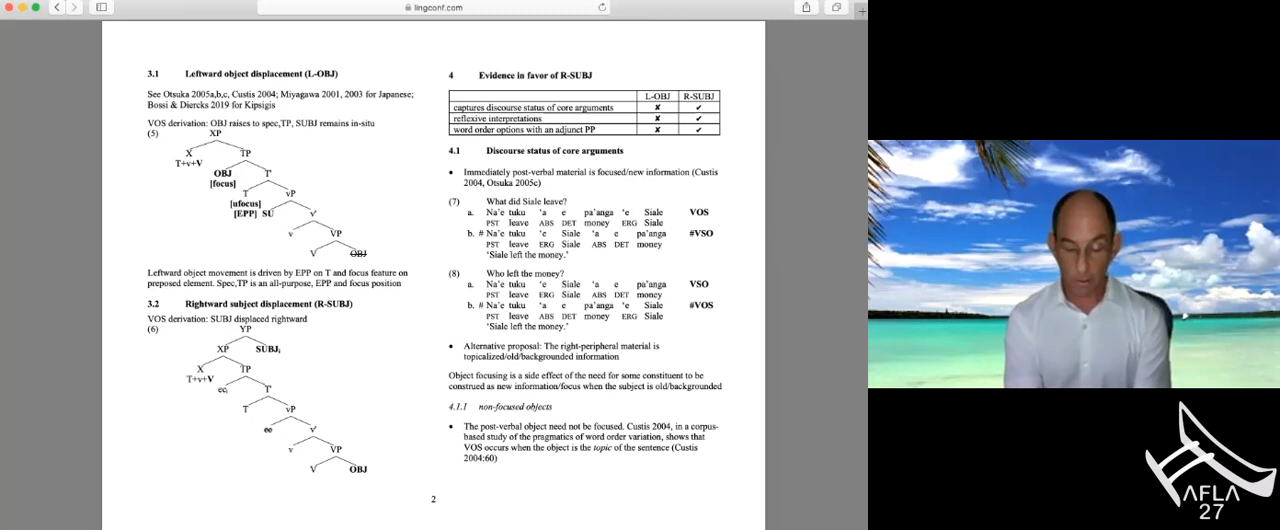 lingconf.com
3.1 Leftward object displacement (L-OBJ)
See Otsuka 2005a,b,c, Custis 2004; Miyagawa 2001, 2003 for Japanese;
Bossi & Diercks 2019 for Kipsigis
VOS derivation: OBJ raises to spec,TP, SUBJ remains in-situ
(5) XP
X TP
T+v+V
OBJ T'
[focus]
T vP
[ufocus]
[EPP] SU v'
v VP
V OBJ
Leftward object movement is driven by EPP on T and focus feature on
preposed element. Spec,TP is an all-purpose, EPP and focus position
3.2 Rightward subject displacement (R-SUBJ)
VOS derivation: SUBJ displaced rightward
(6) YP
XP SUBJi
X TP
T+v+V
eci T'
T vP
ec v'
v VP
V OBJ
4 Evidence in favor of R-SUBJ
L-OBJ R-SUBJ
captures discourse status of core arguments ✘ ✓
reflexive interpretations ✘ ✓
word order options with an adjunct PP ✘ ✓
4.1 Discourse status of core arguments
• Immediately post-verbal material is focused/new information (Custis
2004, Otsuka 2005c)
(7) What did Siale leave?
a. Na'e tuku 'a e pa'anga 'e Siale VOS
PST leave ABS DET money ERG Siale
b. # Na'e tuku 'e Siale 'a e pa'anga #VSO
PST leave ERG Siale ABS DET money
'Siale left the money.'
(8) Who left the money?
a. Na'e tuku 'e Siale 'a e pa'anga VSO
PST leave ERG Siale ABS DET money
b. # Na'e tuku 'a e pa'anga 'e Siale #VOS
PST leave ABS DET money ERG Siale
'Siale left the money.'
• Alternative proposal: The right-peripheral material is
topicalized/old/backgrounded information
Object focusing is a side effect of the need for some constituent to be
construed as new information/focus when the subject is old/backgrounded
4.1.1 non-focused objects
• The post-verbal object need not be focused. Custis 2004, in a corpus-
based study of the pragmatics of word order variation, shows that
VOS occurs when the object is the topic of the sentence (Custis
2004:60)
2
AFLA
27